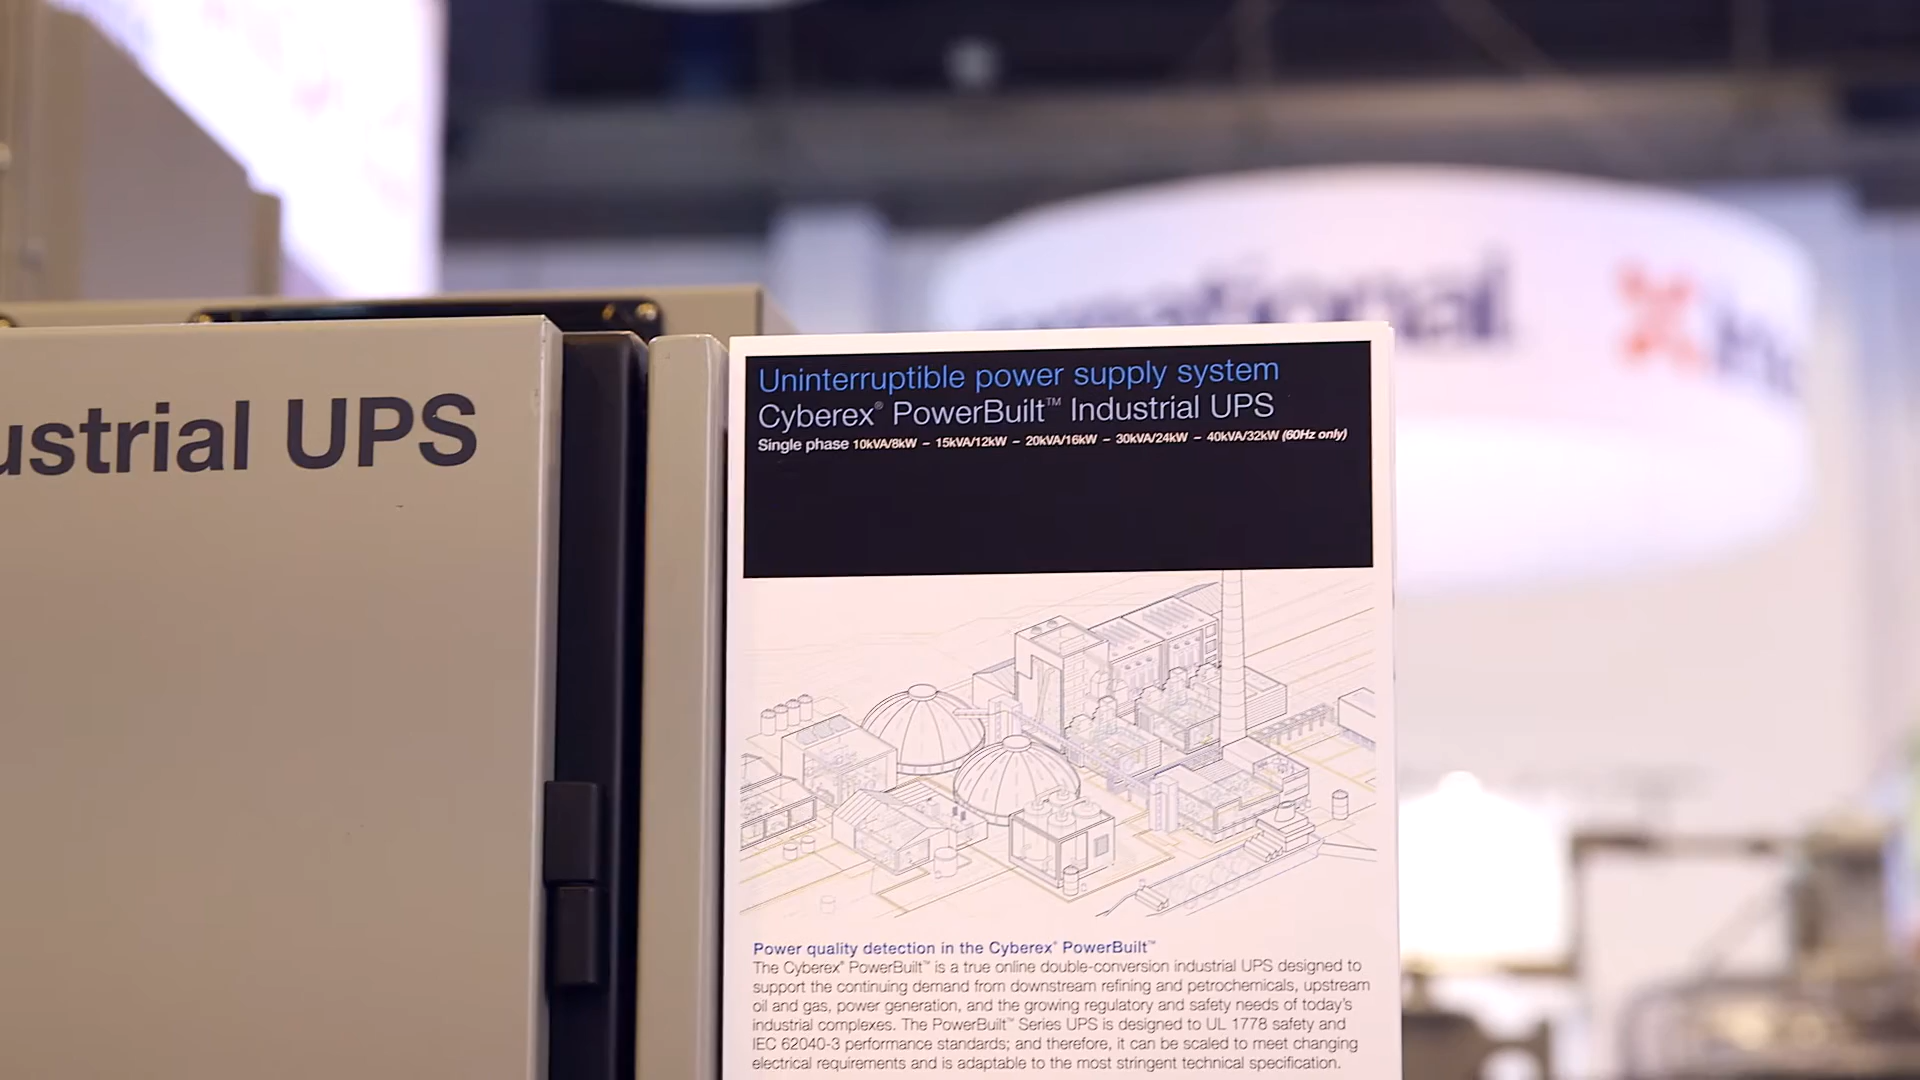 ustrial UPS
national
Uninterruptible power supply system
Cyberex® PowerBuilt™ Industrial UPS
Single phase 10kVA/8kW – 15kVA/12kW – 20kVA/16kW – 30kVA/24kW – 40kVA/32kW (60Hz only)
Power quality detection in the Cyberex® PowerBuilt™
The Cyberex® PowerBuilt™ is a true online double-conversion industrial UPS designed to
support the continuing demand from downstream refining and petrochemicals, upstream
oil and gas, power generation, and the growing regulatory and safety needs of today's
industrial complexes. The PowerBuilt™ Series UPS is designed to UL 1778 safety and
IEC 62040-3 performance standards; and therefore, it can be scaled to meet changing
electrical requirements and is adaptable to the most stringent technical specification.